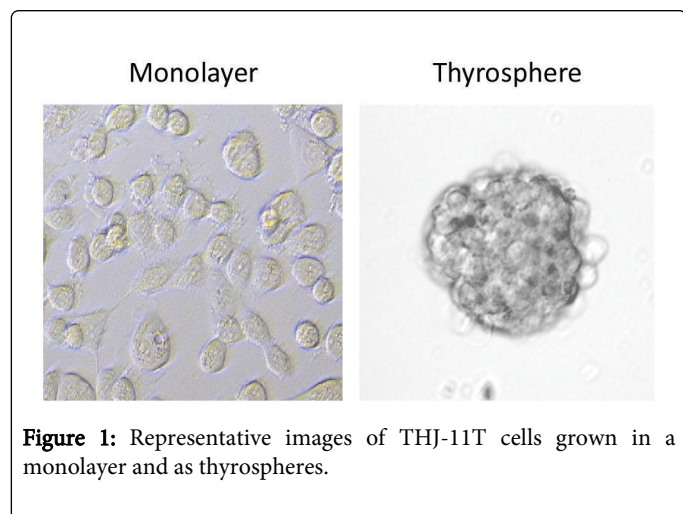 Monolayer
Thyrosphere
Figure 1: Representative images of THJ-11T cells grown in a
monolayer and as thyrospheres.